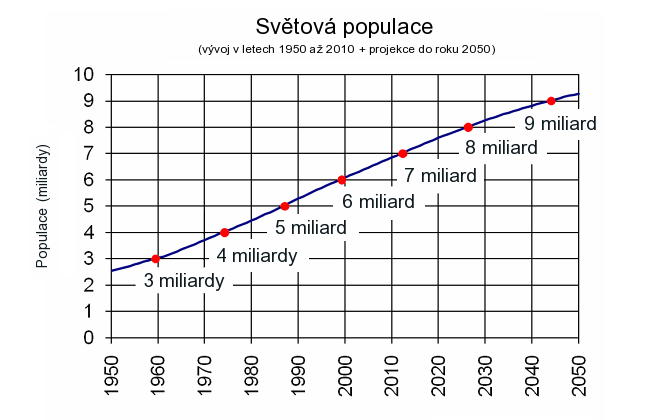 Světová populace
(vývoj v letech 1950 až 2010 + projekce do roku 2050)
Populace (miliardy)
10
9
8
7
6
5
4
3
2
1
0
9 miliard
8 miliard
7 miliard
6 miliard
5 miliard
4 miliardy
3 miliardy
1950
1960
1970
1980
1990
2000
2010
2020
2030
2040
2050